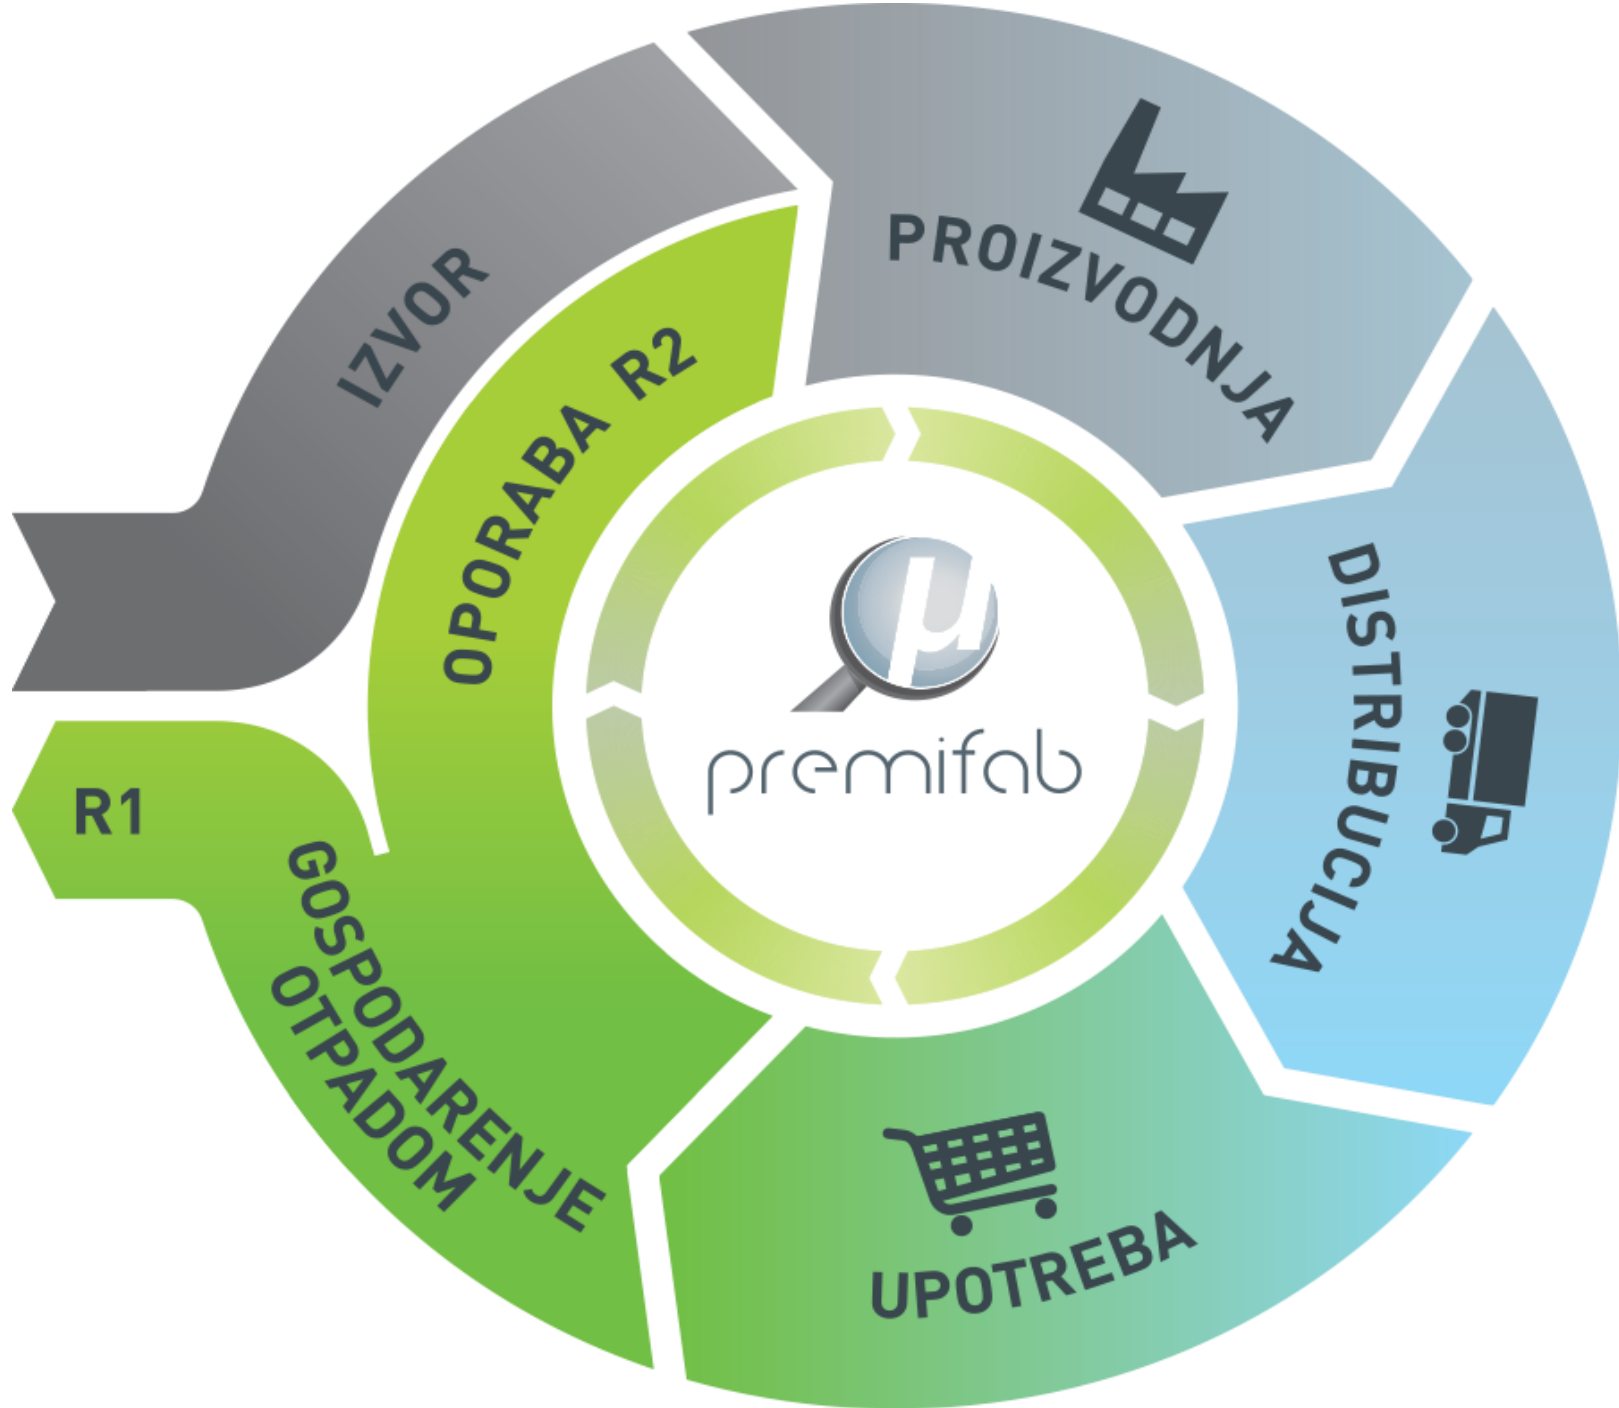 IZVOR
PROIZVODNJA
OPORABA R2
DISTRIBUCIJA
µ
premifab
R1
GOSPODARENJE
OTPADOM
UPOTREBA